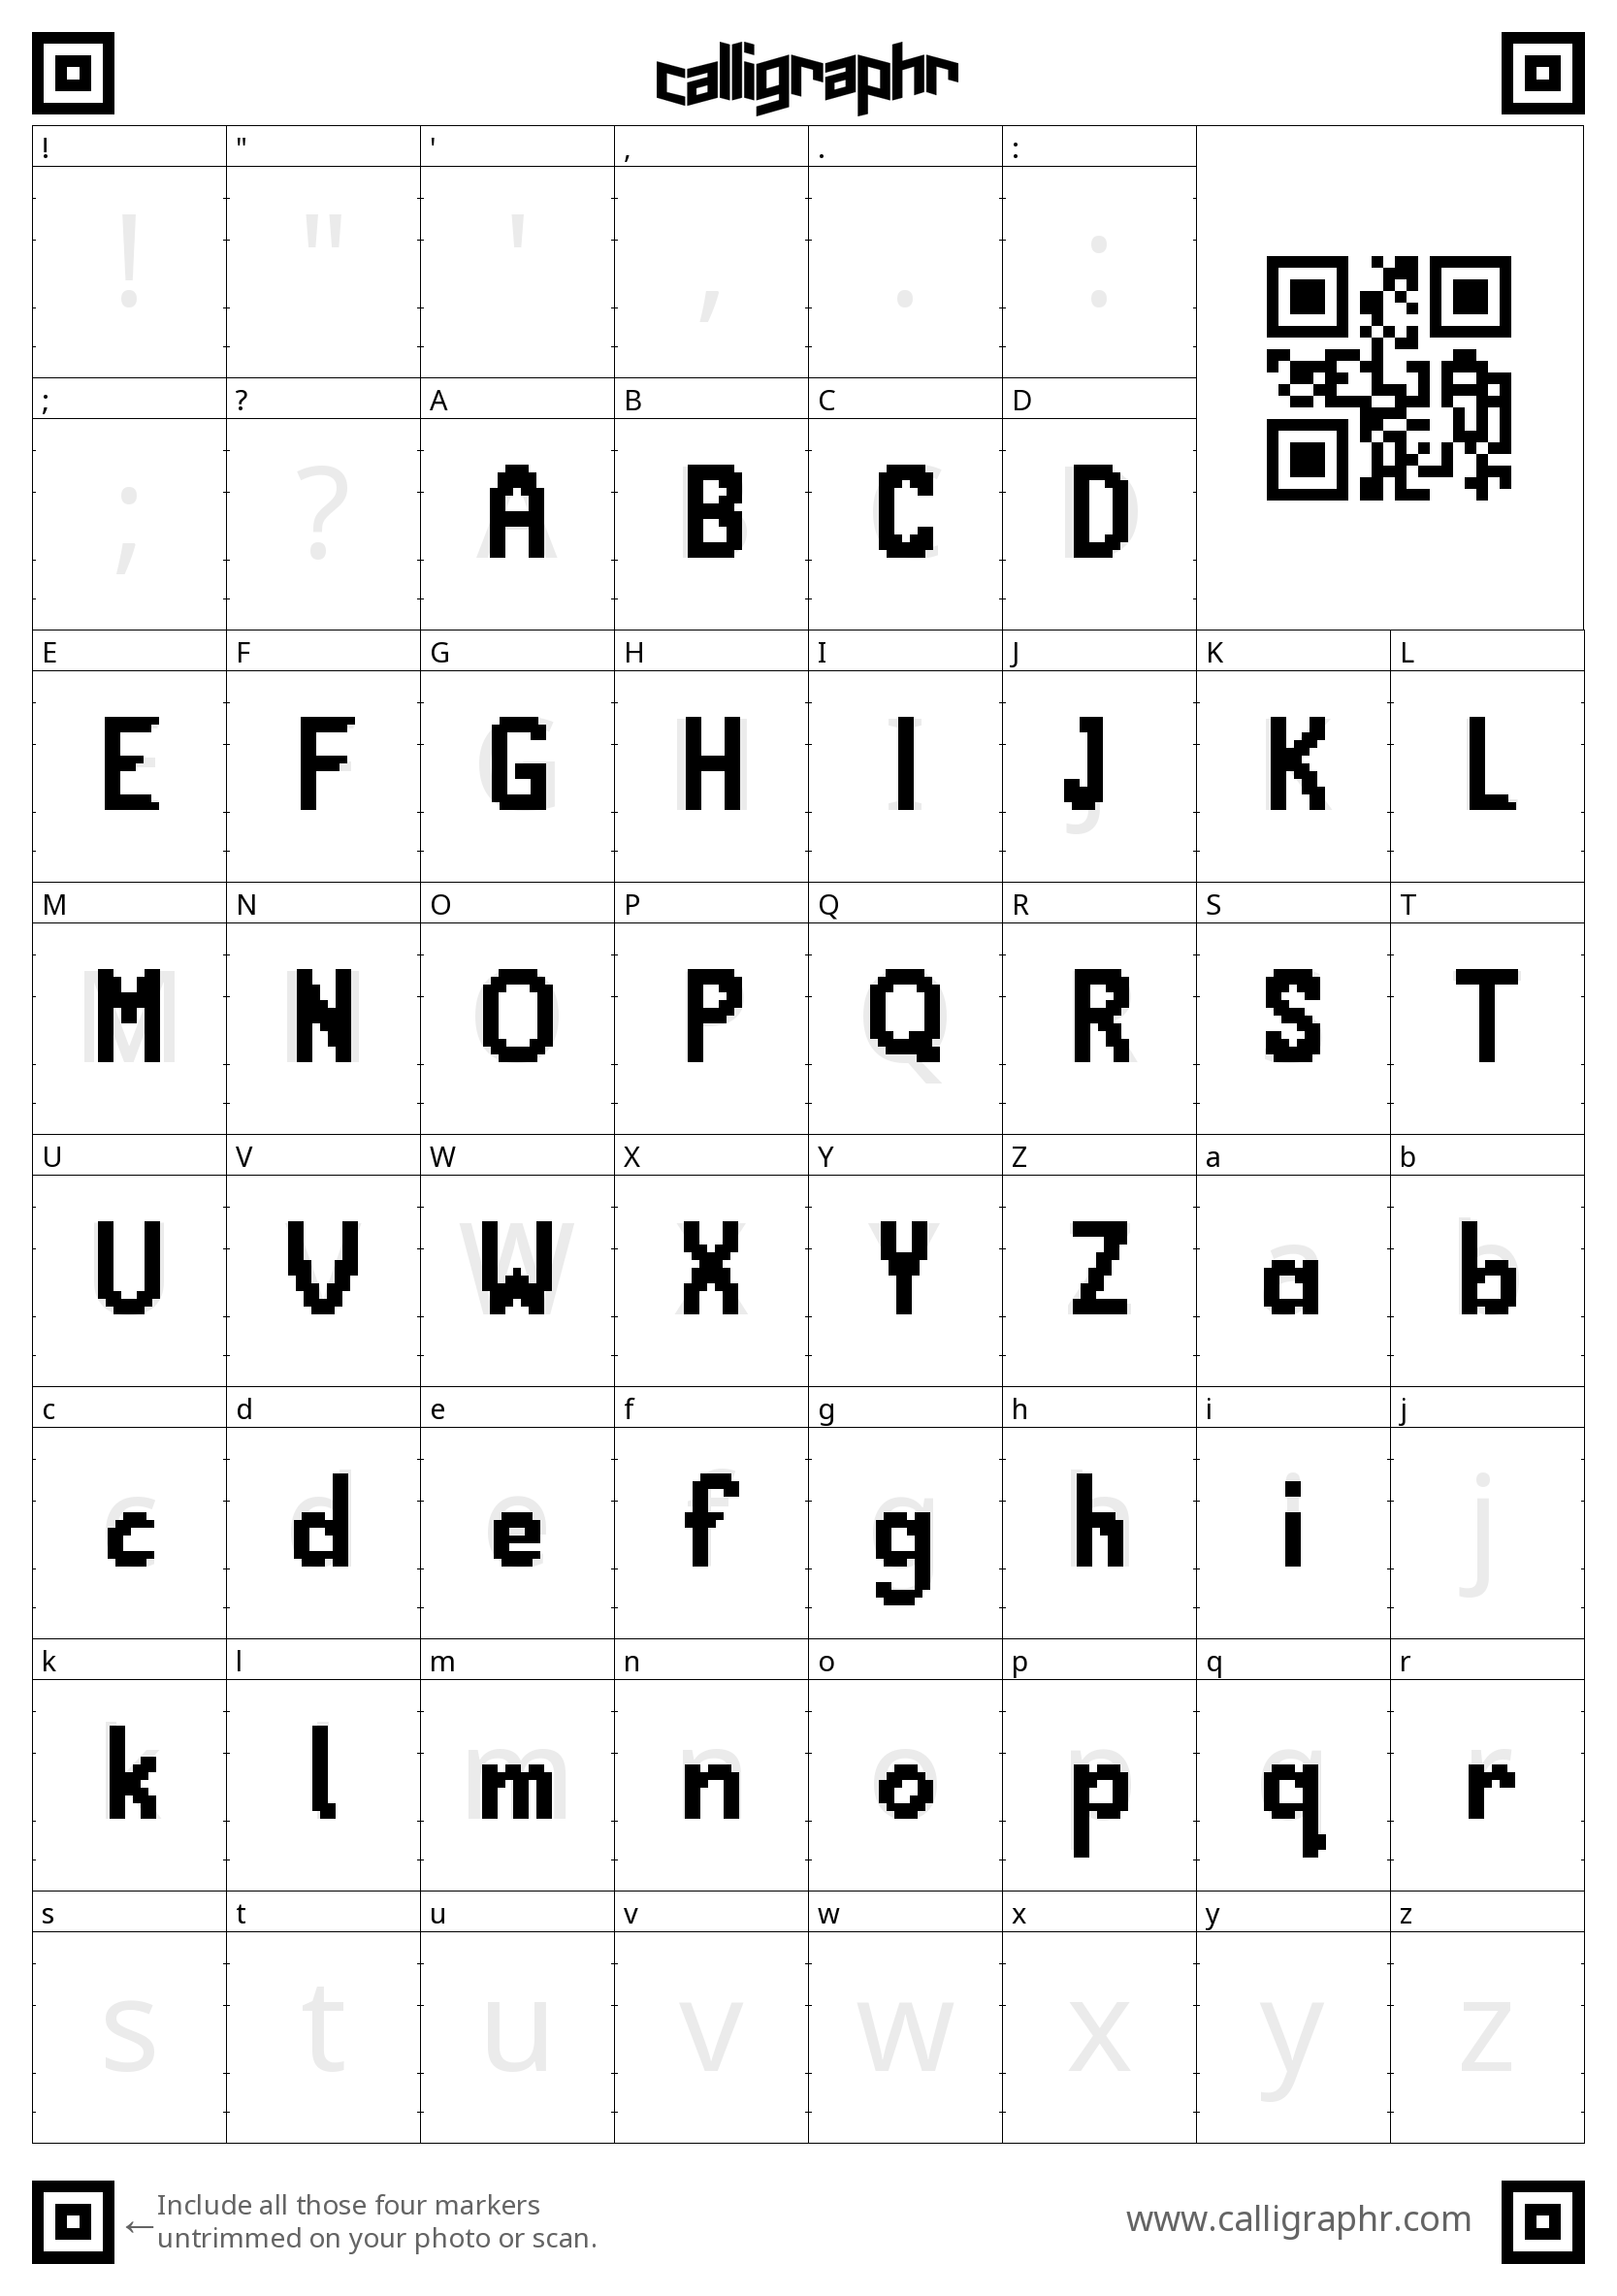 calligraphr
! " ' , . :
! " ' , . :
; ? A B C D
; ? A B C D
E F G H I J K L
E F G H I J K L
M N O P Q R S T
M N O P Q R S T
U V W X Y Z a b
U V W X Y Z a b
c d e f g h i j
c d e f g h i j
k l m n o p q r
k l m n o p q r
s t u v w x y z
s t u v w x y z
← Include all those four markers
untrimmed on your photo or scan.
www.calligraphr.com